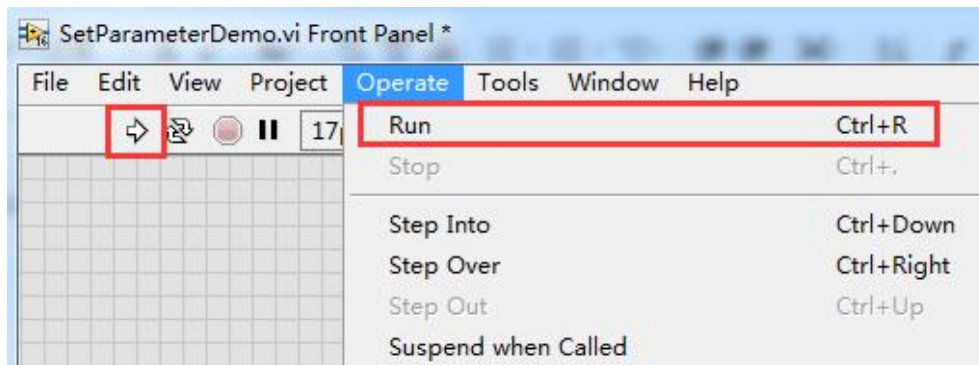 SetParameterDemo.vi Front Panel *
File Edit View Project Operate Tools Window Help
17
Run Ctrl+R
Stop Ctrl+.
Step Into Ctrl+Down
Step Over Ctrl+Right
Step Out Ctrl+Up
Suspend when Called